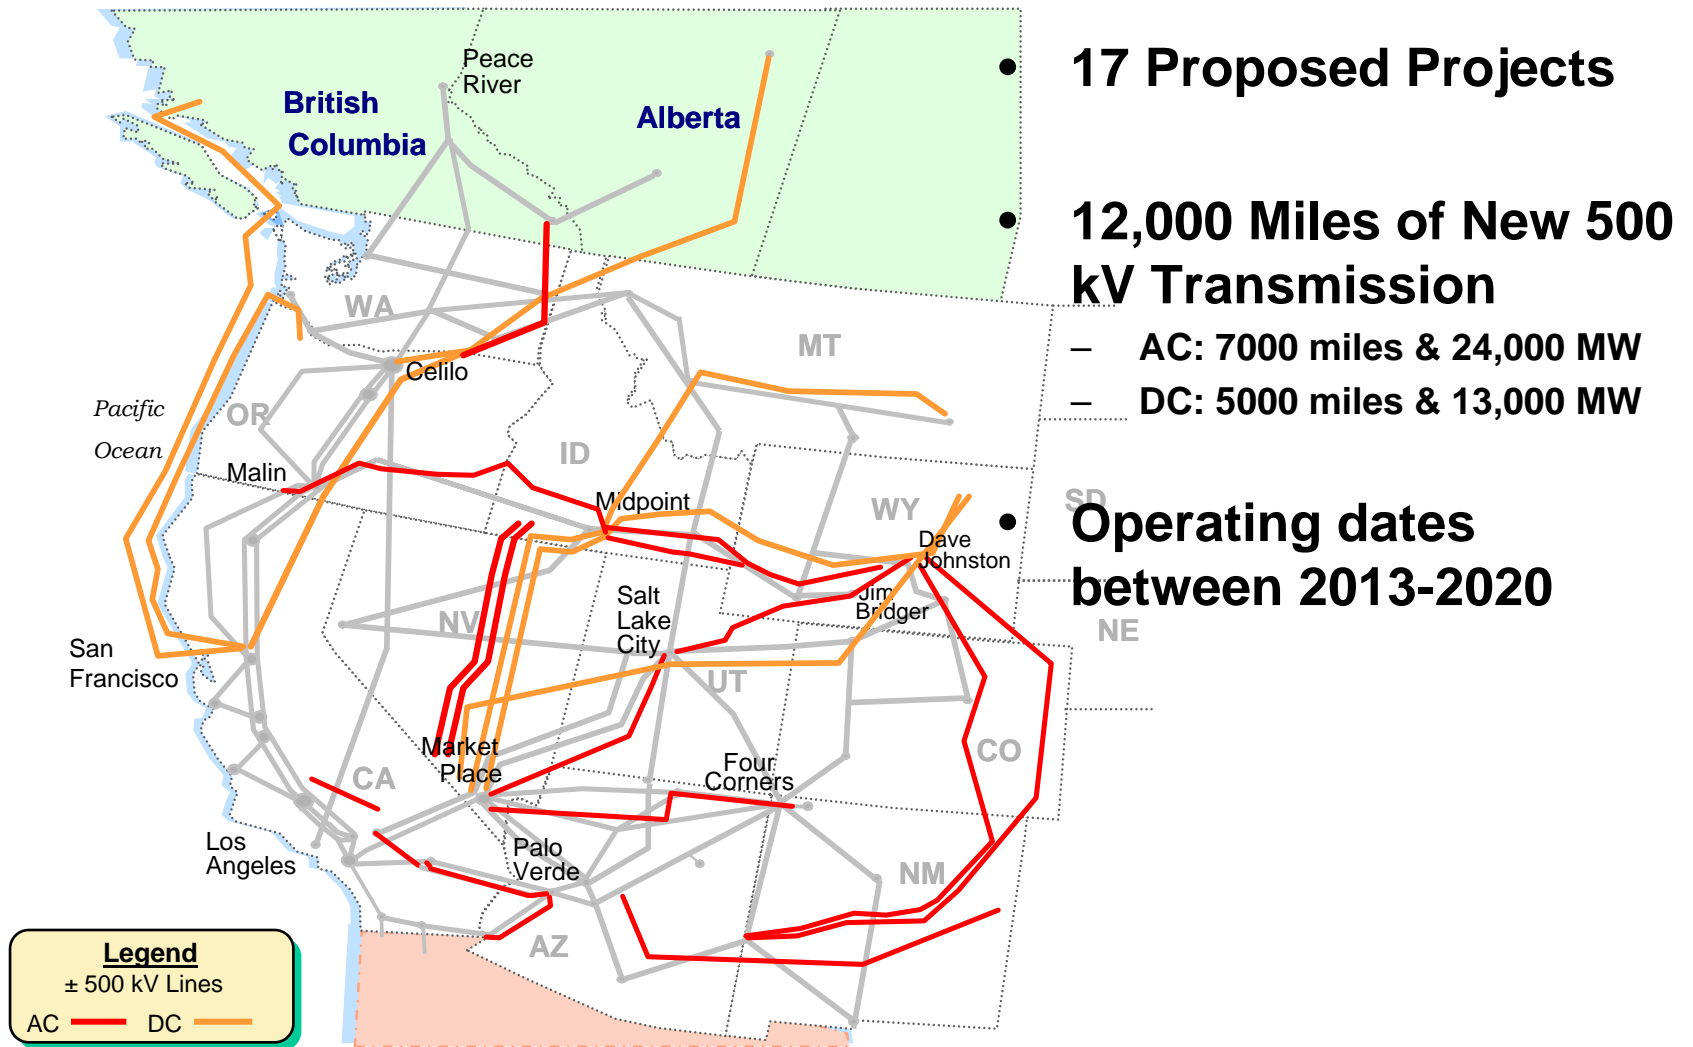 Peace
River
British
Columbia
Alberta
WA
MT
Celilo
Pacific
Ocean
OR
ID
Malin
Midpoint
WY
SD
Dave
Johnston
Jim
Bridger
Salt
Lake
City
NV
NE
San
Francisco
UT
Market
Place
Four
Corners
CO
CA
Los
Angeles
Palo
Verde
NM
AZ
Legend
± 500 kV Lines
AC DC
• 17 Proposed Projects
• 12,000 Miles of New 500
kV Transmission
– AC: 7000 miles & 24,000 MW
– DC: 5000 miles & 13,000 MW
• Operating dates
between 2013-2020